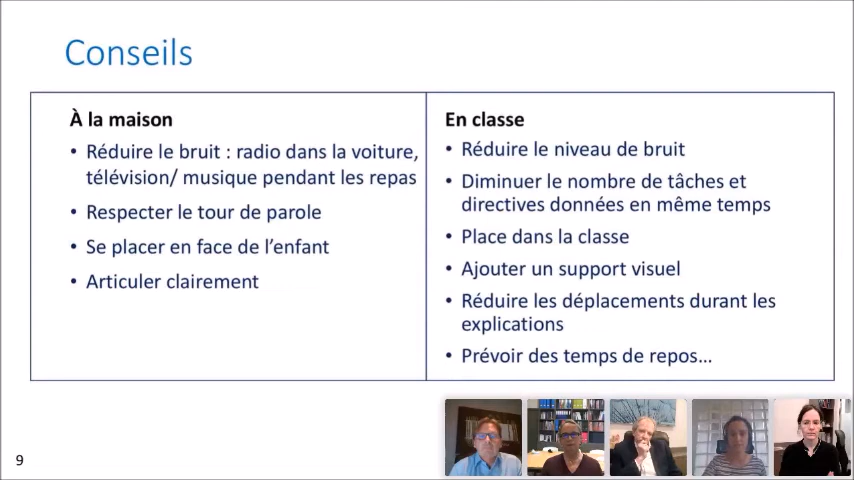 Conseils
À la maison
• Réduire le bruit : radio dans la voiture,
télévision/ musique pendant les repas
• Respecter le tour de parole
• Se placer en face de l’enfant
• Articuler clairement
En classe
• Réduire le niveau de bruit
• Diminuer le nombre de tâches et
directives données en même temps
• Place dans la classe
• Ajouter un support visuel
• Réduire les déplacements durant les
explications
• Prévoir des temps de repos...
9